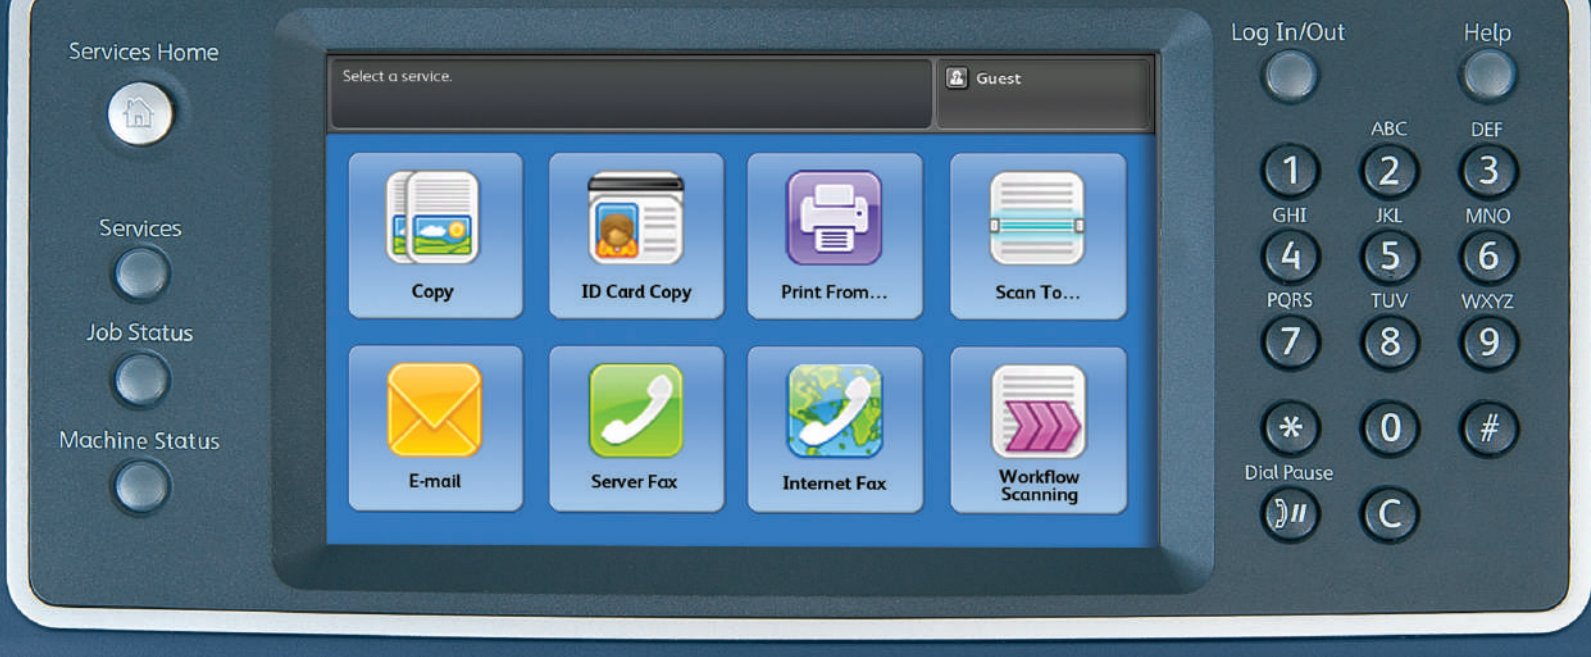 Services Home
Services
Job Status
Machine Status
Select a service.
Guest
Copy
ID Card Copy
Print From...
Scan To...
E-mail
Server Fax
Internet Fax
Workflow
Scanning
Log In/Out
Help
ABC
DEF
1
2
3
GHI
JKL
MNO
4
5
6
PQRS
TUV
WXYZ
7
8
9
*
0
#
Dial Pause
C